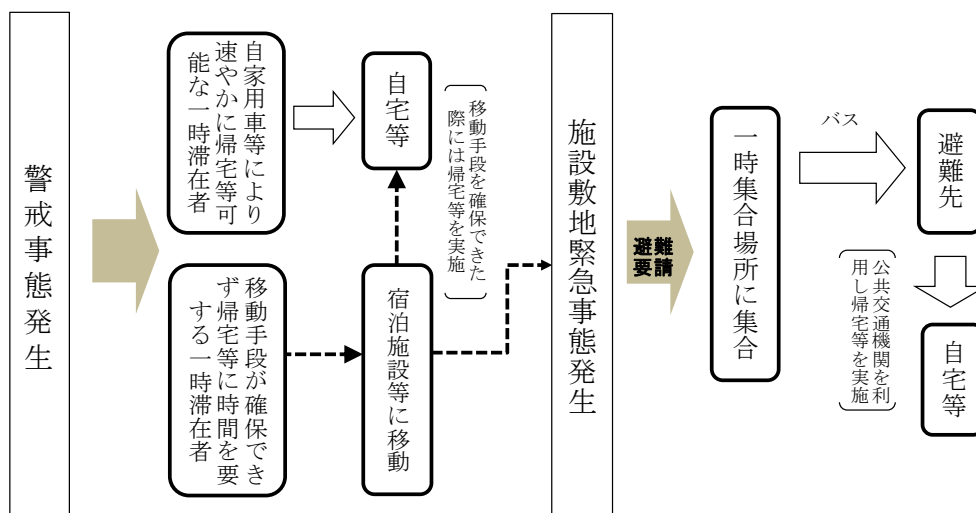 警戒事態発生
自家用車等により
速やかに帰宅等可
能な一時滞在者
移動手段が確保でき
ず帰宅等に時間を要
する一時滞在者
自宅等
移動手段を確保できた
際には帰宅等を実施
宿泊施設等に移動
施設敷地緊急事態発生
避難
要請
一時集合場所に集合
バス
避難先
公共交通機関を利
用し帰宅等を実施
自宅等